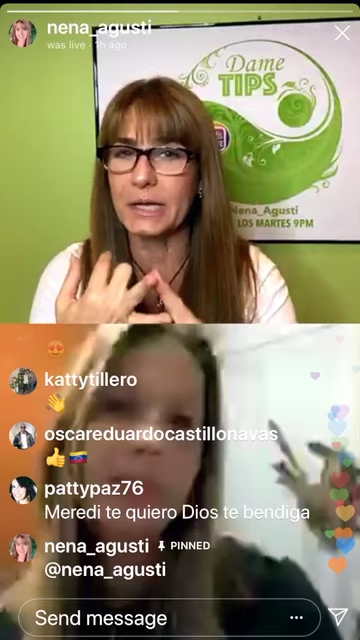 nena_agusti
was live · 1h ago
Dame
TIPS
Nena_Agusti
LOS MARTES 9PM
kattytillero
👋
oscareduardocastillonavas
👍🇻🇪
pattypaz76
Meredi te quiero Dios te bendiga
nena_agusti PINNED
@nena_agusti
Send message